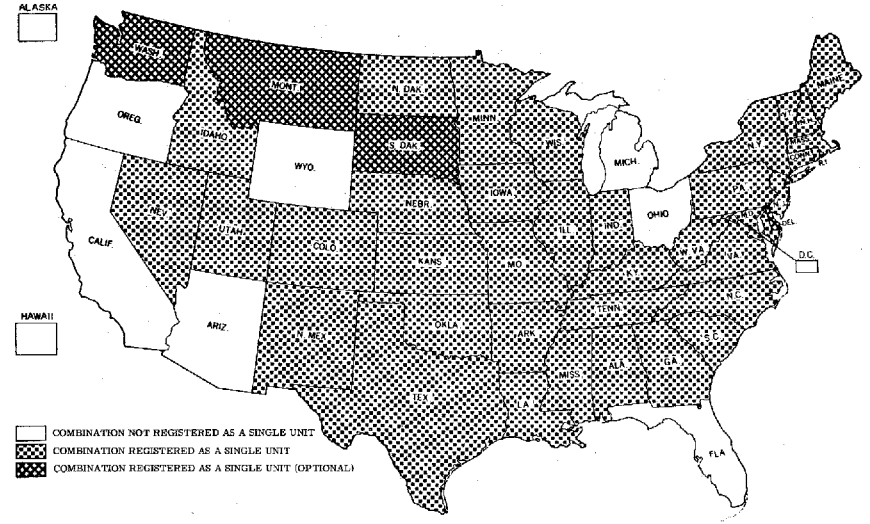 ALASKA
WASH.
MONT.
N. DAK.
MINN.
MAINE
OREG.
IDAHO
S. DAK.
WIS.
MICH.
N.Y.
N.H.
MASS.
CONN.
R.I.
WYO.
IOWA
NEBR.
PA.
NEV.
UTAH
COLO.
ILL.
IND.
OHIO
MD.
DEL.
D.C.
CALIF.
KANS.
MO.
KY.
W. VA.
VA.
HAWAII
ARIZ.
N. MEX.
OKLA.
ARK.
TENN.
N.C.
S.C.
TEX.
LA.
MISS.
ALA.
GA.
FLA
COMBINATION NOT REGISTERED AS A SINGLE UNIT
COMBINATION REGISTERED AS A SINGLE UNIT
COMBINATION REGISTERED AS A SINGLE UNIT (OPTIONAL)